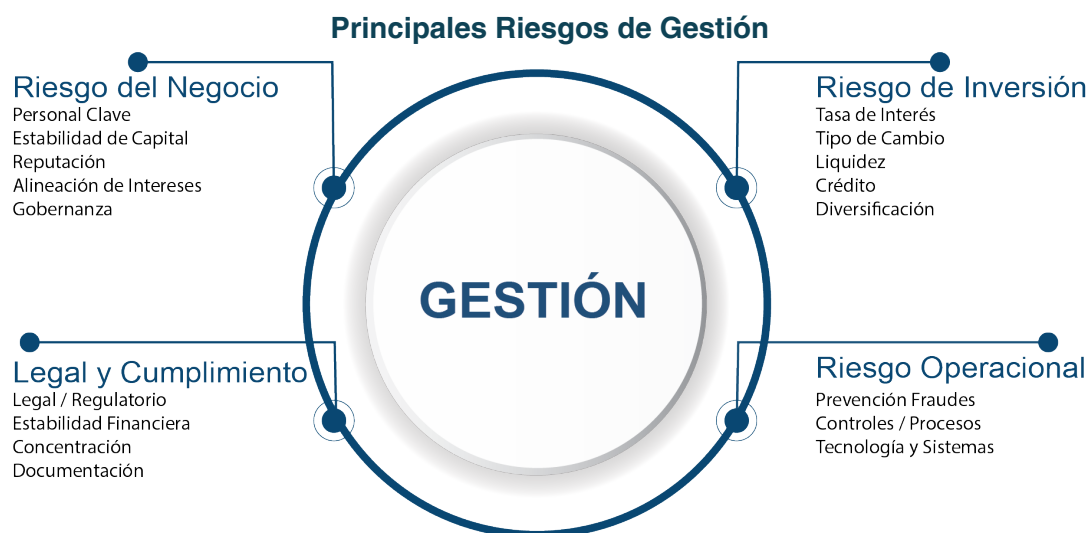 Principales Riesgos de Gestión
Riesgo del Negocio
Personal Clave
Estabilidad de Capital
Reputación
Alineación de Intereses
Gobernanza
Riesgo de Inversión
Tasa de Interés
Tipo de Cambio
Liquidez
Crédito
Diversificación
GESTIÓN
Legal y Cumplimiento
Legal / Regulatorio
Estabilidad Financiera
Concentración
Documentación
Riesgo Operacional
Prevención Fraudes
Controles / Procesos
Tecnología y Sistemas